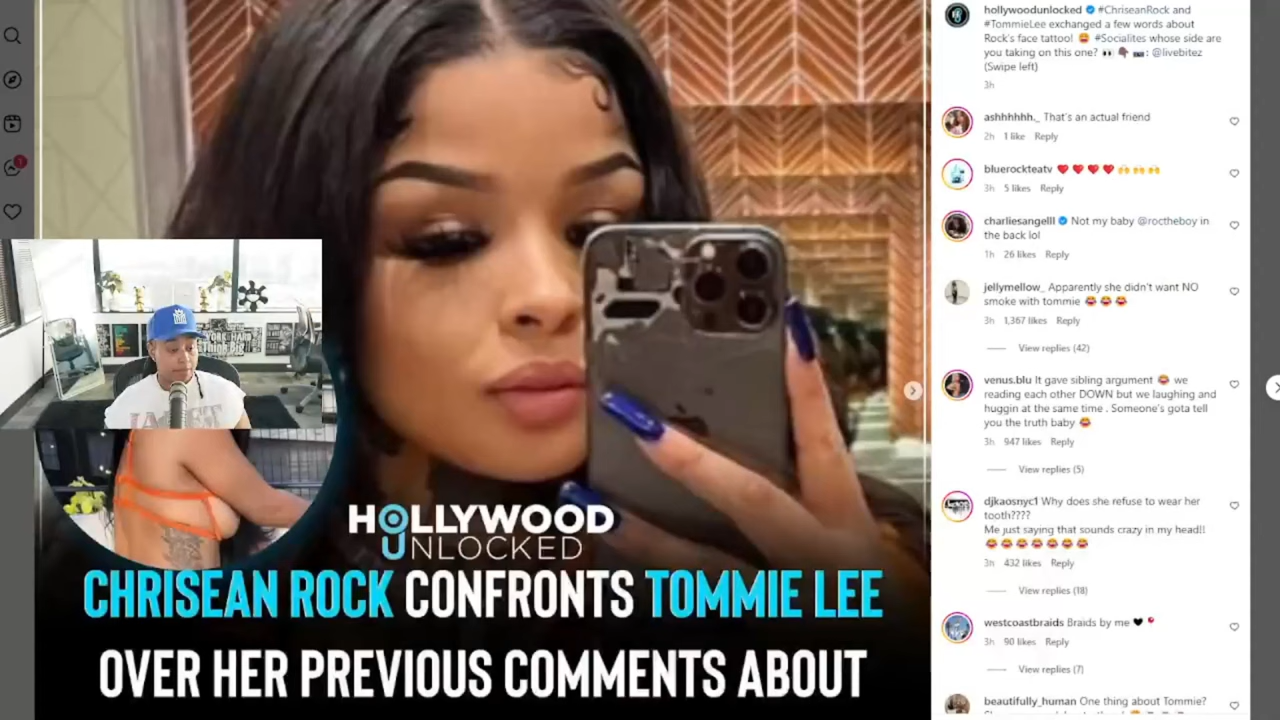 HOLLYWOOD
UNLOCKED
CHRISEAN ROCK CONFRONTS TOMMIE LEE
OVER HER PREVIOUS COMMENTS ABOUT
Think Big
1
hollywoodunlocked #ChriseanRock and
#TommieLee exchanged a few words about
Rock's face tattoo! 😩 #Socialites whose side are
you taking on this one? 👀 🗣 📷: @livebitez
(Swipe left)
3h
ashhhhhh._ That's an actual friend
2h 1 like Reply
bluerockteatv ❤️ ❤️ ❤️ ❤️ 🙌 🙌 🙌
3h 5 likes Reply
charliesangelll Not my baby @roctheboy in
the back lol
1h 26 likes Reply
jellymellow_ Apparently she didn't want NO
smoke with tommie 😂 😂 😂
3h 1,367 likes Reply
View replies (42)
venus.blu It gave sibling argument 😂 we
reading each other DOWN but we laughing and
huggin at the same time . Someone's gota tell
you the truth baby 😂
3h 947 likes Reply
View replies (5)
djkaosnyc1 Why does she refuse to wear her
tooth????
Me just saying that sounds crazy in my head!!
😂 😂 😂 😂 😂 😂 😂
3h 432 likes Reply
View replies (18)
westcoastbraids Braids by me 🖤 📍
3h 90 likes Reply
View replies (7)
beautifully_human One thing about Tommie?